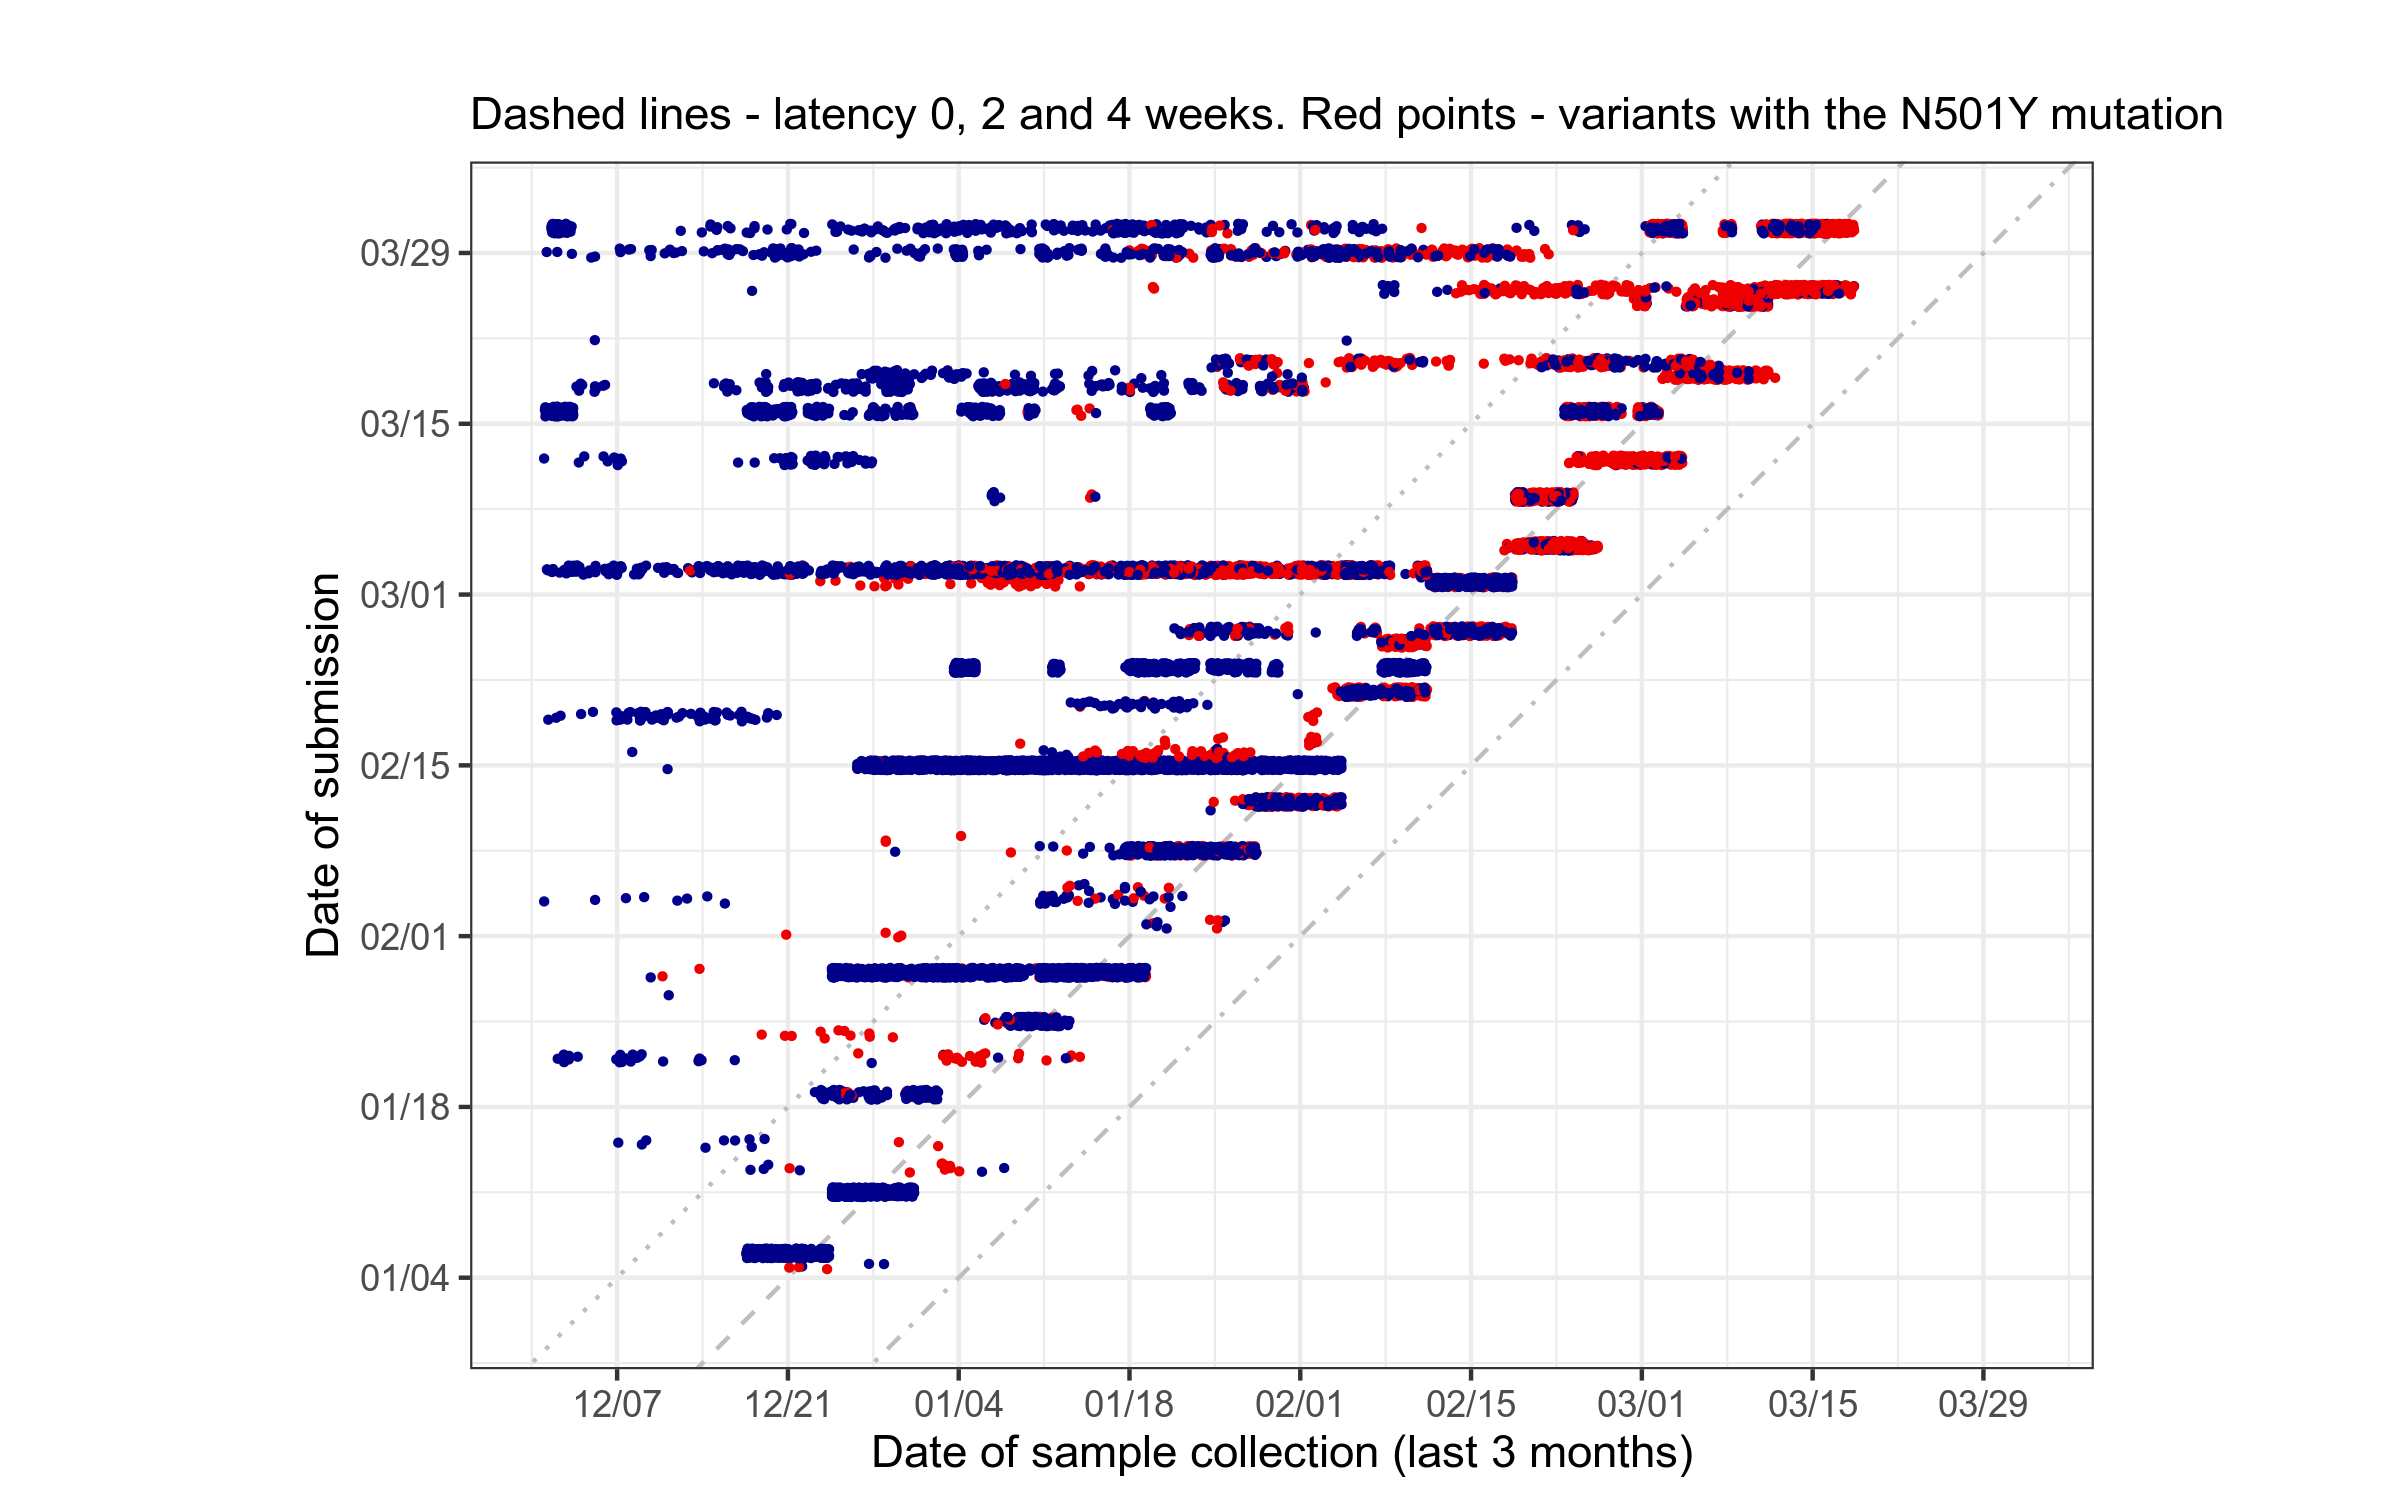 Dashed lines - latency 0, 2 and 4 weeks. Red points - variants with the N501Y mutation
Date of submission
03/29
03/15
03/01
02/15
02/01
01/18
01/04
12/07 12/21 01/04 01/18 02/01 02/15 03/01 03/15 03/29
Date of sample collection (last 3 months)